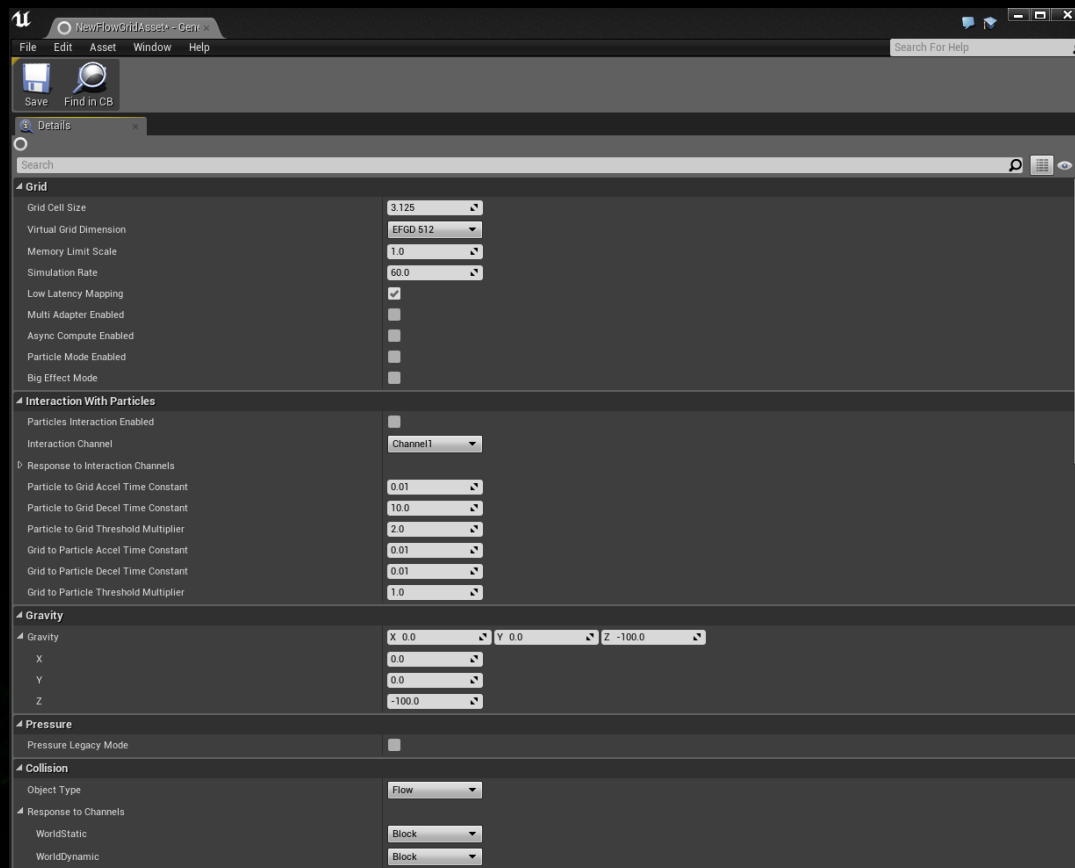 NewFlowGridAsset* - Gene
File Edit Asset Window Help
Search For Help
Save Find in CB
Details
Search
Grid
Grid Cell Size 3.125
Virtual Grid Dimension EFGD 512
Memory Limit Scale 1.0
Simulation Rate 60.0
Low Latency Mapping
Multi Adapter Enabled
Async Compute Enabled
Particle Mode Enabled
Big Effect Mode
Interaction With Particles
Particles Interaction Enabled
Interaction Channel Channel1
Response to Interaction Channels
Particle to Grid Accel Time Constant 0.01
Particle to Grid Decel Time Constant 10.0
Particle to Grid Threshold Multiplier 2.0
Grid to Particle Accel Time Constant 0.01
Grid to Particle Decel Time Constant 0.01
Grid to Particle Threshold Multiplier 1.0
Gravity
Gravity X 0.0 Y 0.0 Z -100.0
X 0.0
Y 0.0
Z -100.0
Pressure
Pressure Legacy Mode
Collision
Object Type Flow
Response to Channels
WorldStatic Block
WorldDynamic Block